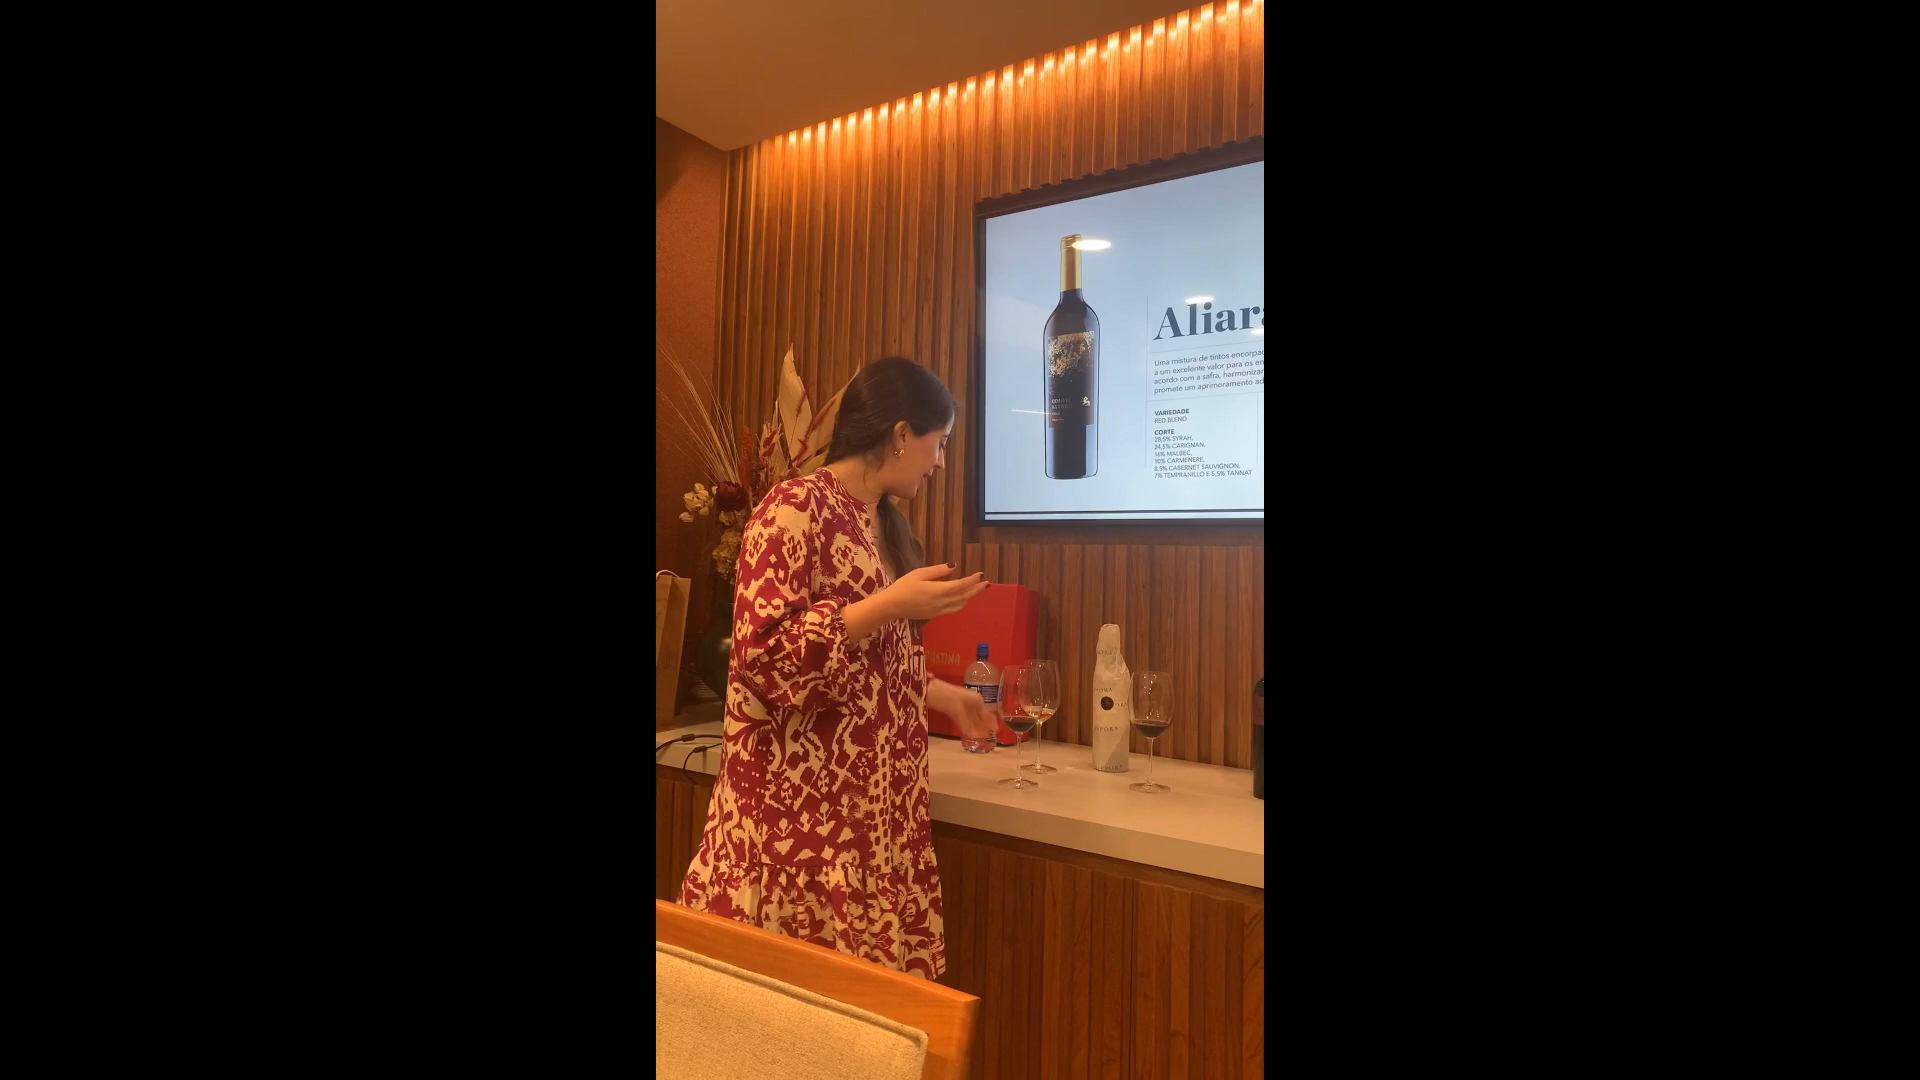 Aliar
Uma mistura de tintos encorpa
a um excelente valor para os en
acordo com a safra, harmonizar
promete um aprimoramento ad
VARIEDADE
RED BLEND
CORTE
28,5% SYRAH,
24,5% CARIGNAN,
16% MALBEC,
10% CARMENERE,
8,5% CABERNET SAUVIGNON,
7% TEMPRANILLO E 5,5% TANNAT